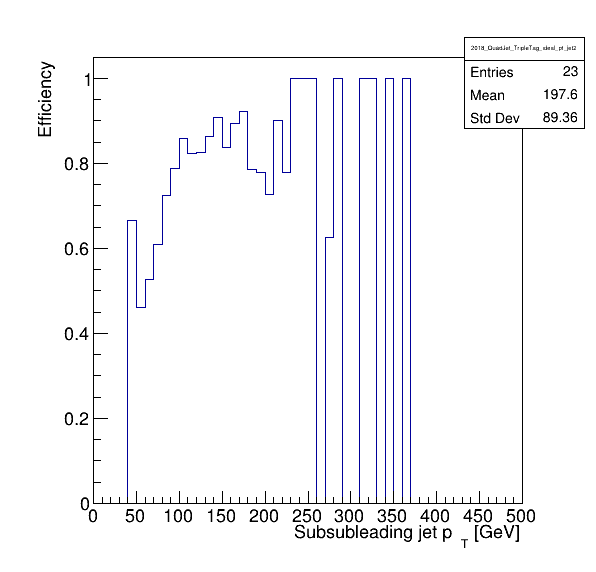 2018_QuadJet_TripleTag_ideal_pt_jet2
Entries 23
Mean 197.6
Std Dev 89.36
Efficiency
1
0.8
0.6
0.4
0.2
0
0 50 100 150 200 250 300 350 400 450 500
Subsubleading jet p T [GeV]